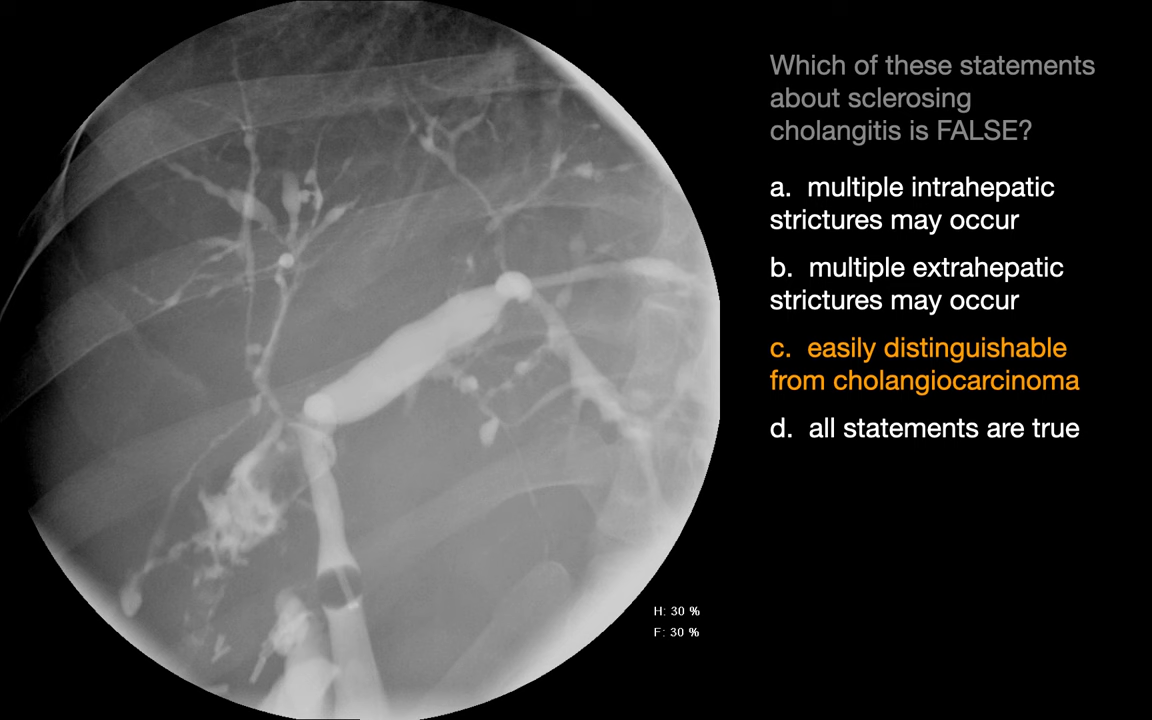 Which of these statements
about sclerosing
cholangitis is FALSE?
a. multiple intrahepatic
strictures may occur
b. multiple extrahepatic
strictures may occur
c. easily distinguishable
from cholangiocarcinoma
d. all statements are true
H: 30 %
F: 30 %